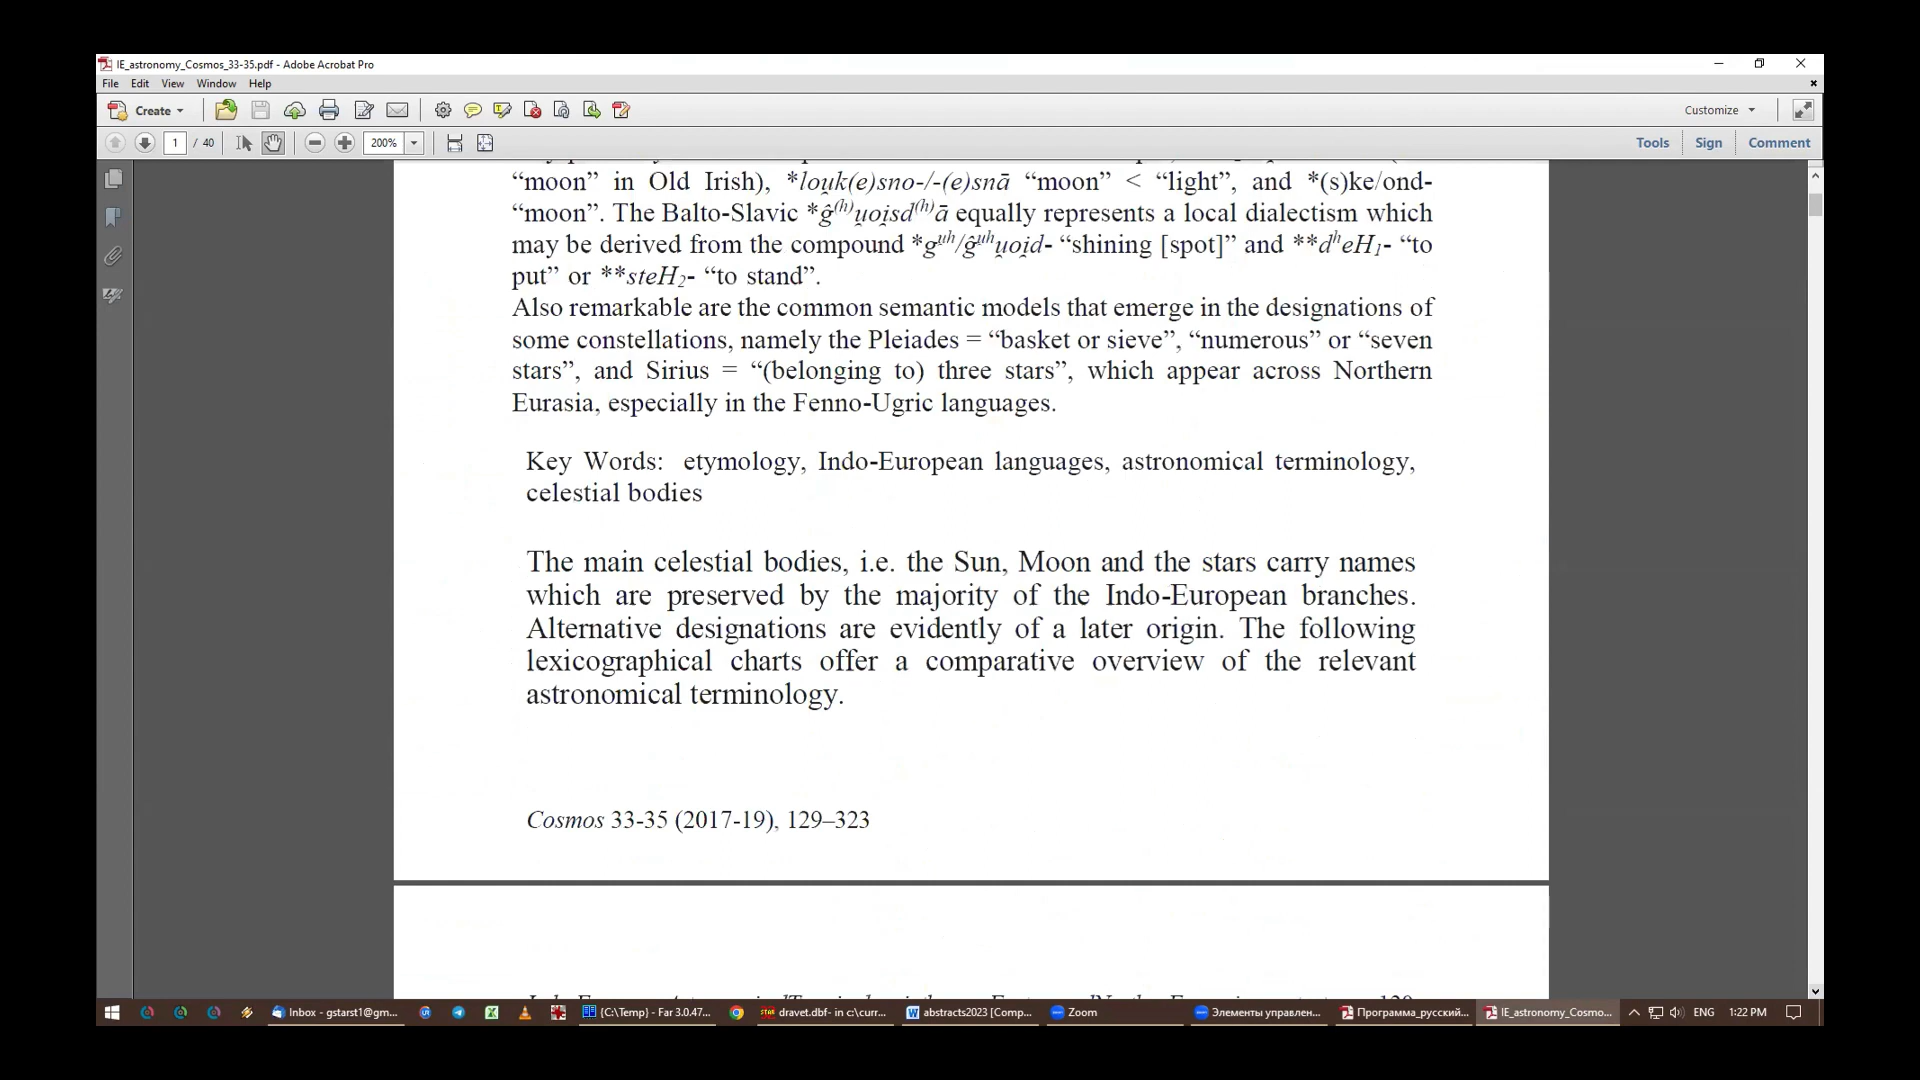 IE_astronomy_Cosmos_33-35.pdf - Adobe Acrobat Pro
File Edit View Window Help
Create
Customize
1 / 40
200%
Tools Sign Comment
“moon” in Old Irish), *lou̯k(e)sno-/-(e)snā “moon” < “light”, and *(s)ke/ond-
“moon”. The Balto-Slavic *ĝ⁽ʰ⁾u̯oi̯sd⁽ʰ⁾ā equally represents a local dialectism which
may be derived from the compound *gu̯ʰ/ĝu̯ʰu̯oi̯d- “shining [spot]” and **dʰeH₁- “to
put” or **steH₂- “to stand”.
Also remarkable are the common semantic models that emerge in the designations of
some constellations, namely the Pleiades = “basket or sieve”, “numerous” or “seven
stars”, and Sirius = “(belonging to) three stars”, which appear across Northern
Eurasia, especially in the Fenno-Ugric languages.
Key Words: etymology, Indo-European languages, astronomical terminology,
celestial bodies
The main celestial bodies, i.e. the Sun, Moon and the stars carry names
which are preserved by the majority of the Indo-European branches.
Alternative designations are evidently of a later origin. The following
lexicographical charts offer a comparative overview of the relevant
astronomical terminology.
Cosmos 33-35 (2017-19), 129–323
Inbox - gstarst1@gm... {C:\Temp} - Far 3.0.47... dravet.dbf- in c:\curr... abstracts2023 [Comp... Zoom Элементы управлен... Программа_русский... IE_astronomy_Cosmo... ENG 1:22 PM